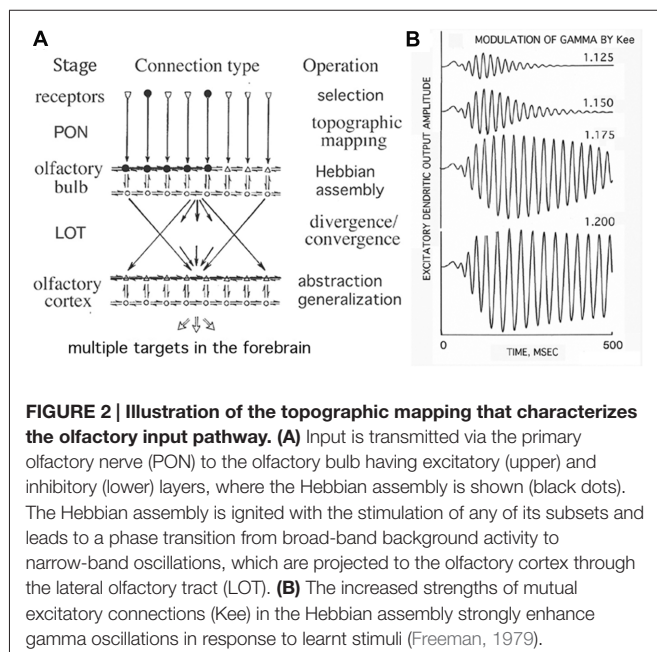 A
Stage Connection type Operation
receptors selection
PON topographic
mapping
olfactory
bulb
Hebbian
assembly
LOT divergence/
convergence
olfactory
cortex
abstraction
generalization
multiple targets in the forebrain
B
MODULATION OF GAMMA BY Kee
1.125
1.150
1.175
1.200
EXCITATORY DENDRITIC OUTPUT AMPLITUDE
0 500
TIME, MSEC
FIGURE 2 | Illustration of the topographic mapping that characterizes
the olfactory input pathway. (A) Input is transmitted via the primary
olfactory nerve (PON) to the olfactory bulb having excitatory (upper) and
inhibitory (lower) layers, where the Hebbian assembly is shown (black dots).
The Hebbian assembly is ignited with the stimulation of any of its subsets and
leads to a phase transition from broad-band background activity to
narrow-band oscillations, which are projected to the olfactory cortex through
the lateral olfactory tract (LOT). (B) The increased strengths of mutual
excitatory connections (Kee) in the Hebbian assembly strongly enhance
gamma oscillations in response to learnt stimuli (Freeman, 1979).